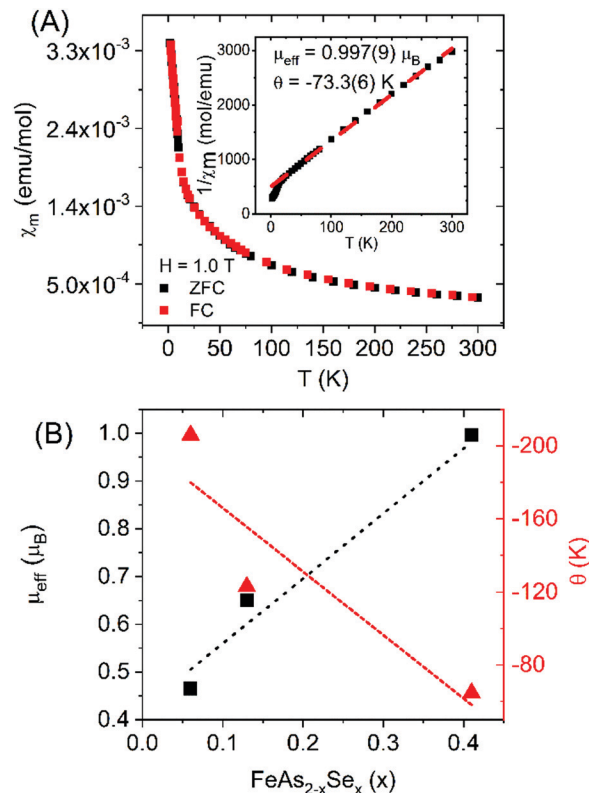 (A)
3.3x10⁻³
2.4x10⁻³
1.4x10⁻³
5.0x10⁻⁴
χm (emu/mol)
H = 1.0 T
ZFC
FC
0 50 100 150 200 250 300
T (K)
μeff = 0.997(9) μB
θ = -73.3(6) K
3000
2000
1000
0
1/χm (mol/emu)
0 100 200 300
T (K)
(B)
1.0
0.9
0.8
0.7
0.6
0.5
0.4
μeff (μB)
-200
-160
-120
-80
θ (K)
0.0 0.1 0.2 0.3 0.4
FeAs2-xSex (x)